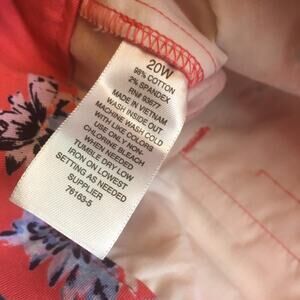 20W
98% COTTON
2% SPANDEX
RN# 93677
MADE IN VIETNAM
WASH INSIDE OUT
MACHINE WASH COLD
WITH LIKE COLORS
USE ONLY NON-
CHLORINE BLEACH
WHEN NEEDED
TUMBLE DRY LOW
IRON ON LOWEST
SETTING AS NEEDED
SUPPLIER
76163-5